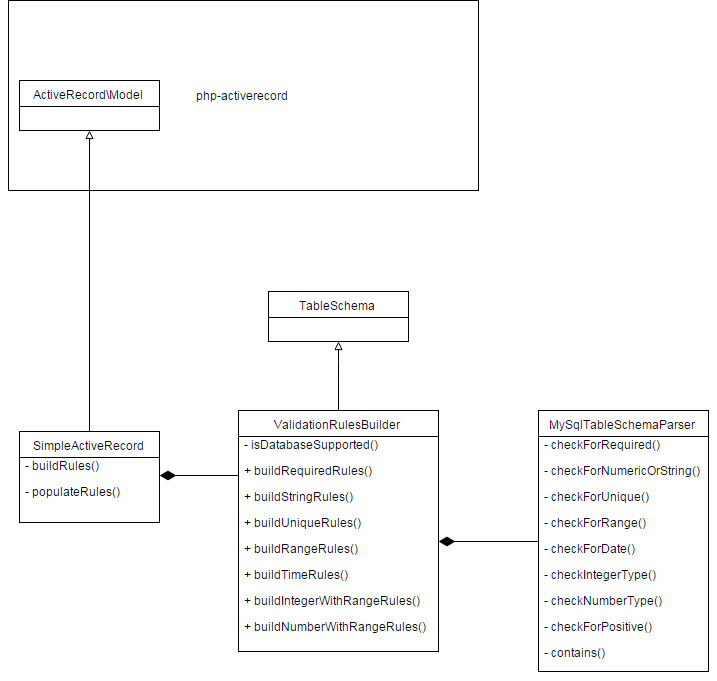 ActiveRecord\Model
php-activerecord
TableSchema
SimpleActiveRecord
- buildRules()
- populateRules()
ValidationRulesBuilder
- isDatabaseSupported()
+ buildRequiredRules()
+ buildStringRules()
+ buildUniqueRules()
+ buildRangeRules()
+ buildTimeRules()
+ buildIntegerWithRangeRules()
+ buildNumberWithRangeRules()
MySqlTableSchemaParser
- checkForRequired()
- checkForNumericOrString()
- checkForUnique()
- checkForRange()
- checkForDate()
- checkIntegerType()
- checkNumberType()
- checkForPositive()
- contains()